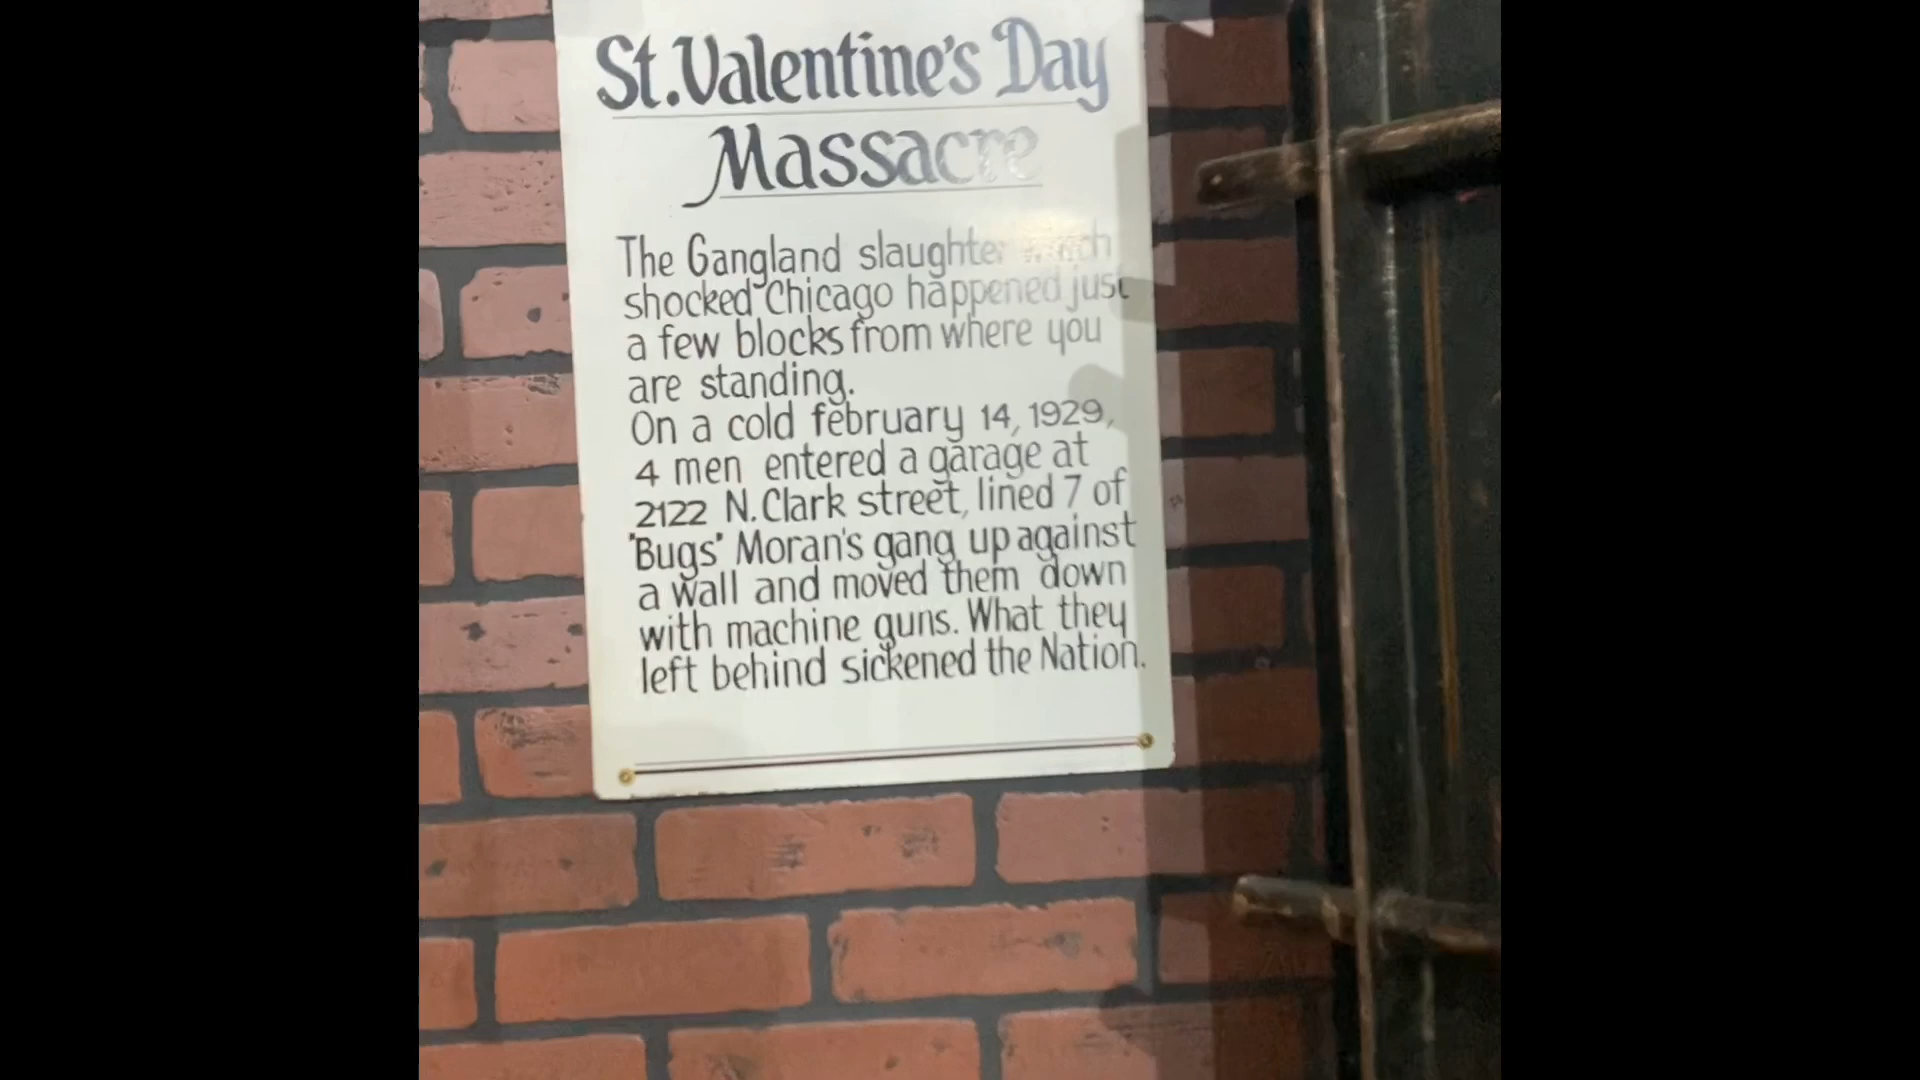 St. Valentine's Day
Massacre
The Gangland slaughter which
shocked Chicago happened just
a few blocks from where you
are standing.
On a cold february 14, 1929,
4 men entered a garage at
2122 N. Clark street, lined 7 of
"Bugs" Moran's gang up against
a wall and moved them down
with machine guns. What they
left behind sickened the Nation.